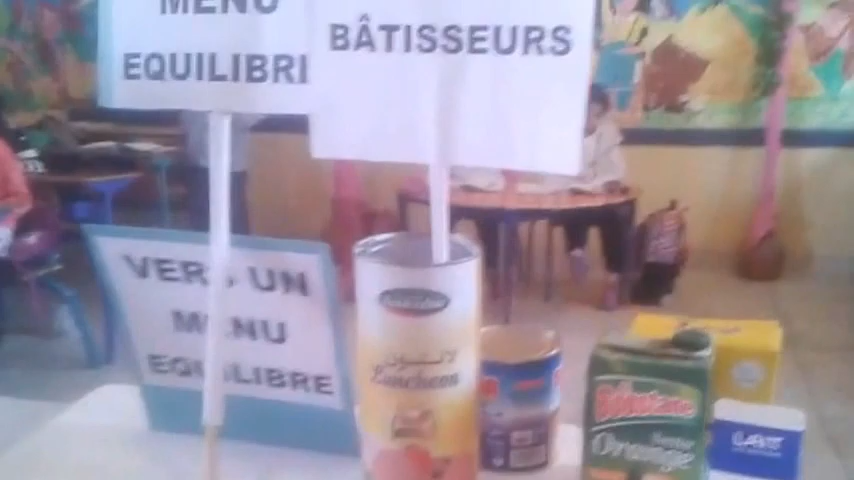 MENU
EQUILIBRI
BÂTISSEURS
VERS UN
MENU
EQUILIBRE
Luncheon
Orange